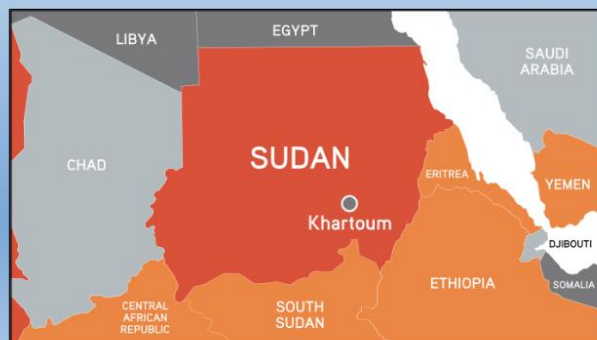 LIBYA
EGYPT
SAUDI
ARABIA
CHAD
SUDAN
ERITREA
YEMEN
Khartoum
DJIBOUTI
ETHIOPIA
SOMALIA
CENTRAL
AFRICAN
REPUBLIC
SOUTH
SUDAN